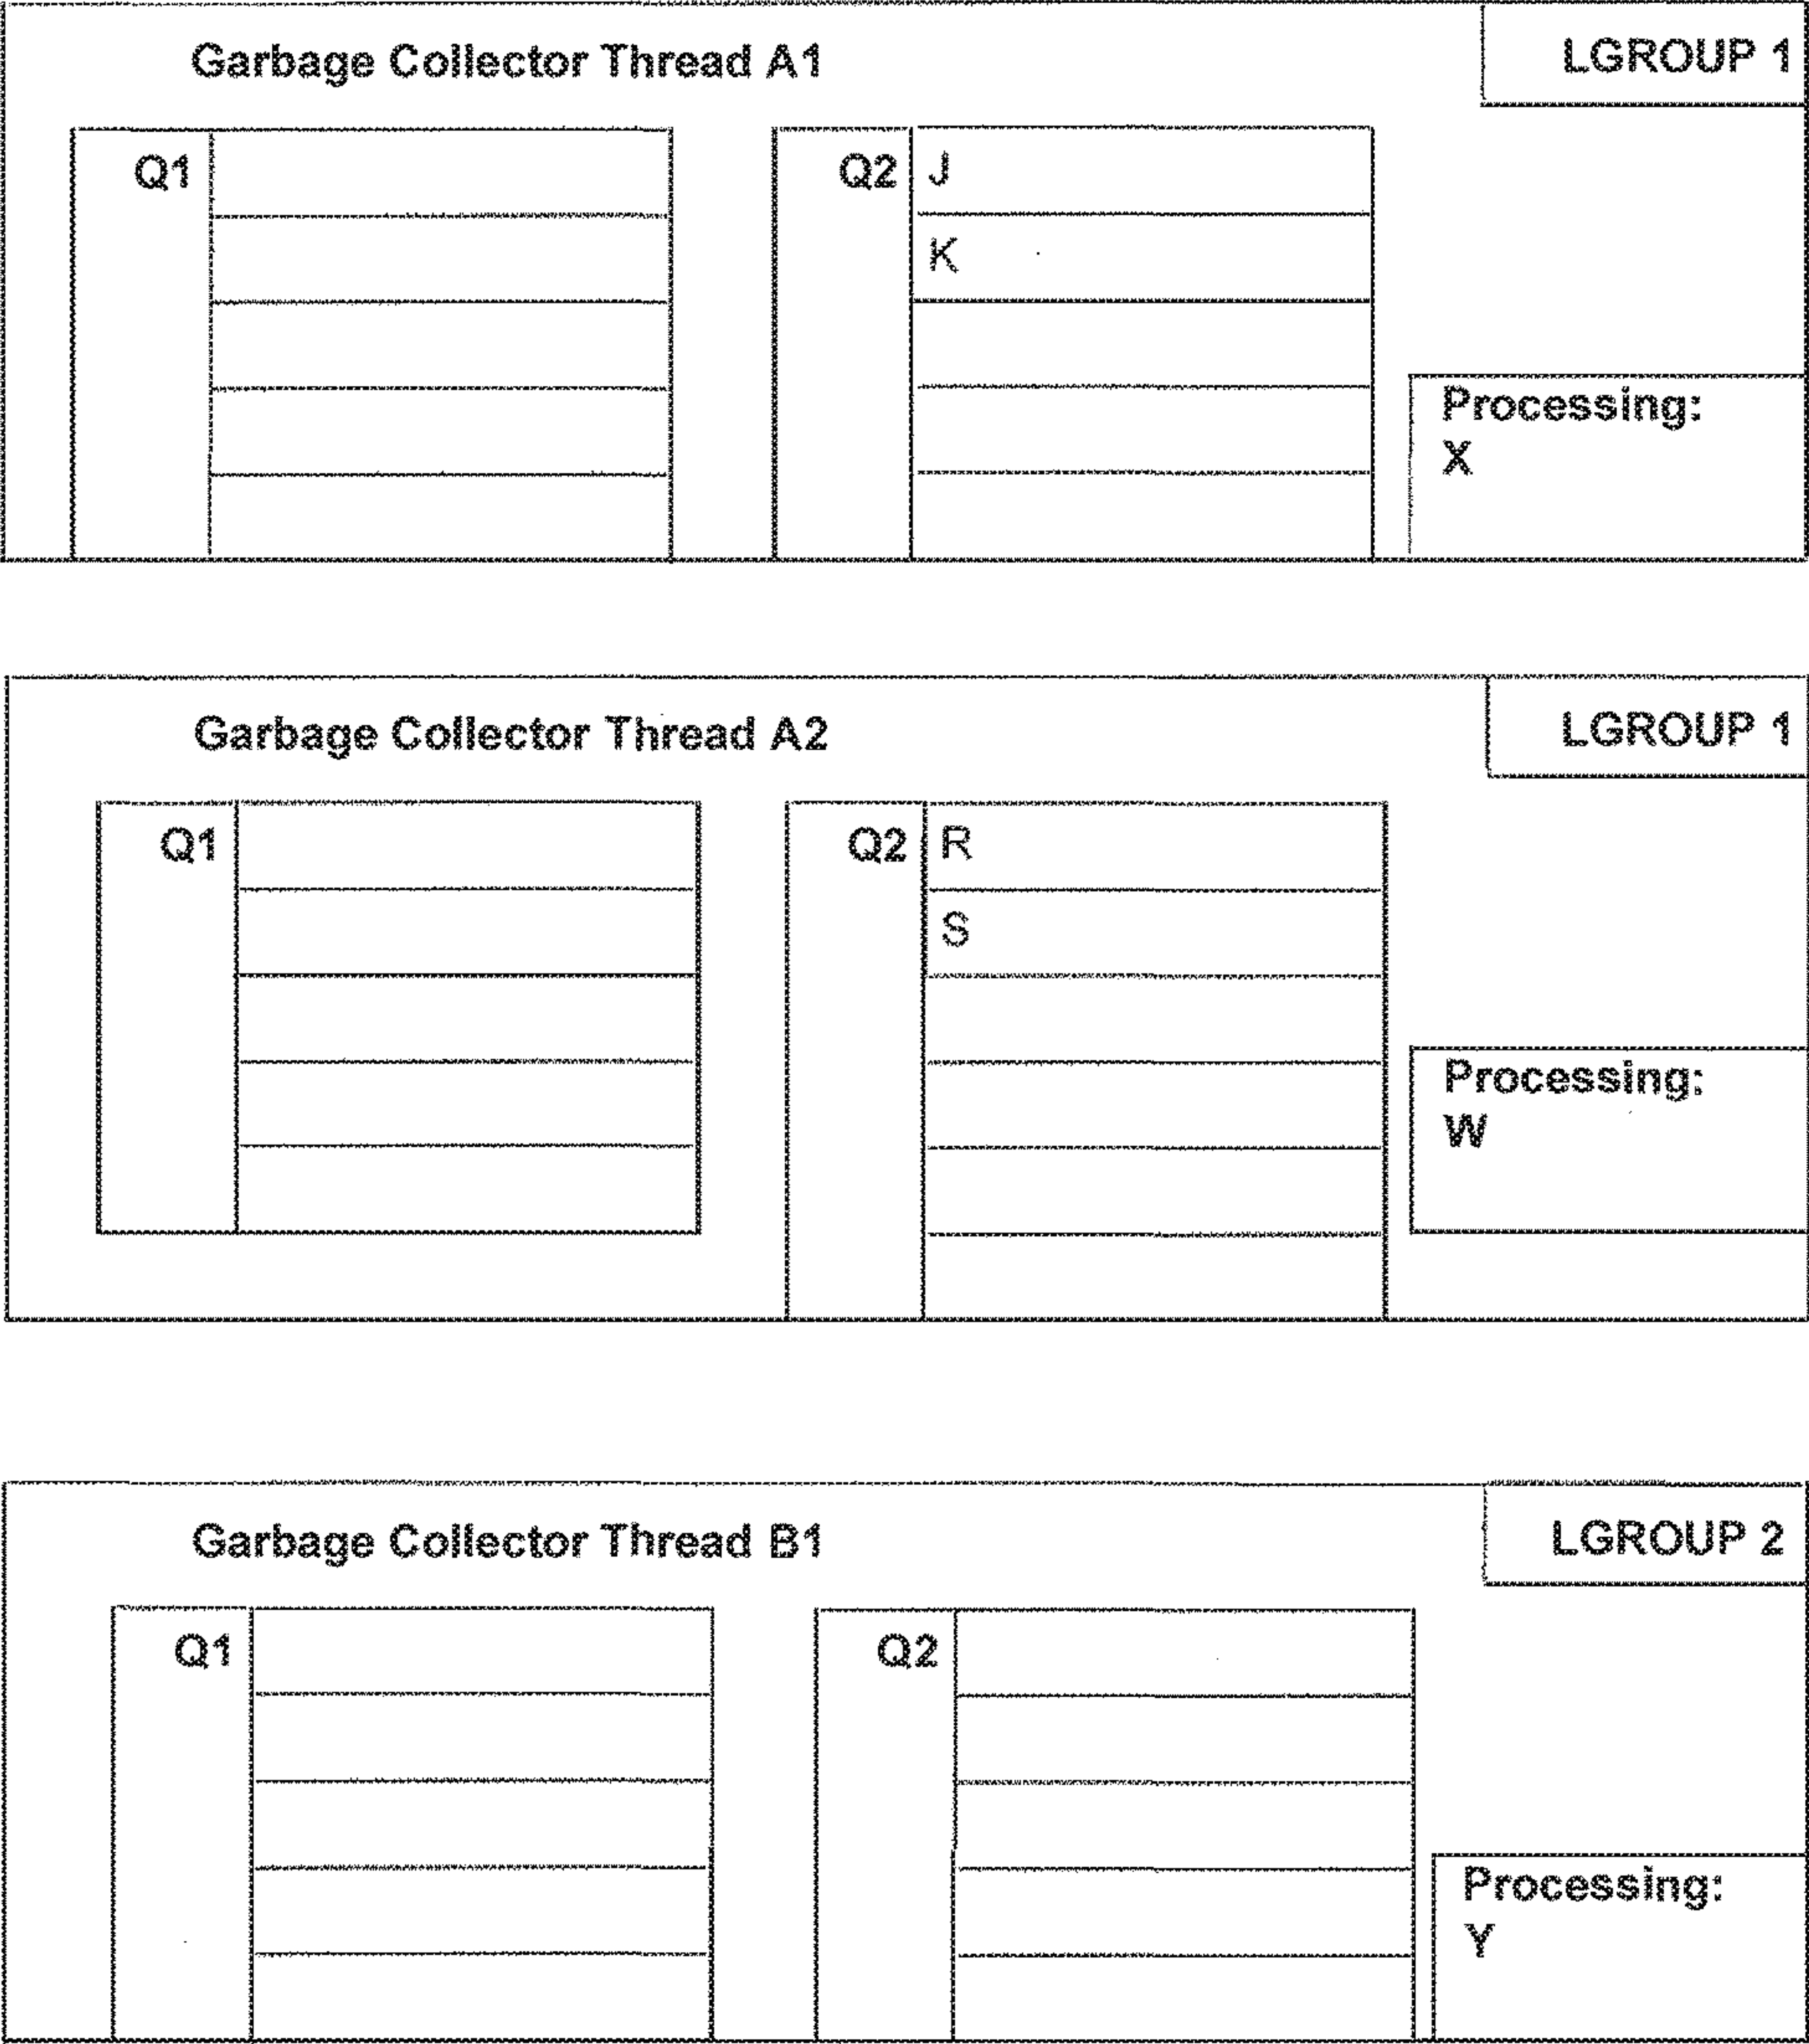 Garbage Collector Thread A1
LGROUP 1
Q1
Q2
J
K
Processing:
X
Garbage Collector Thread A2
LGROUP 1
Q1
Q2
R
S
Processing:
W
Garbage Collector Thread B1
LGROUP 2
Q1
Q2
Processing:
Y